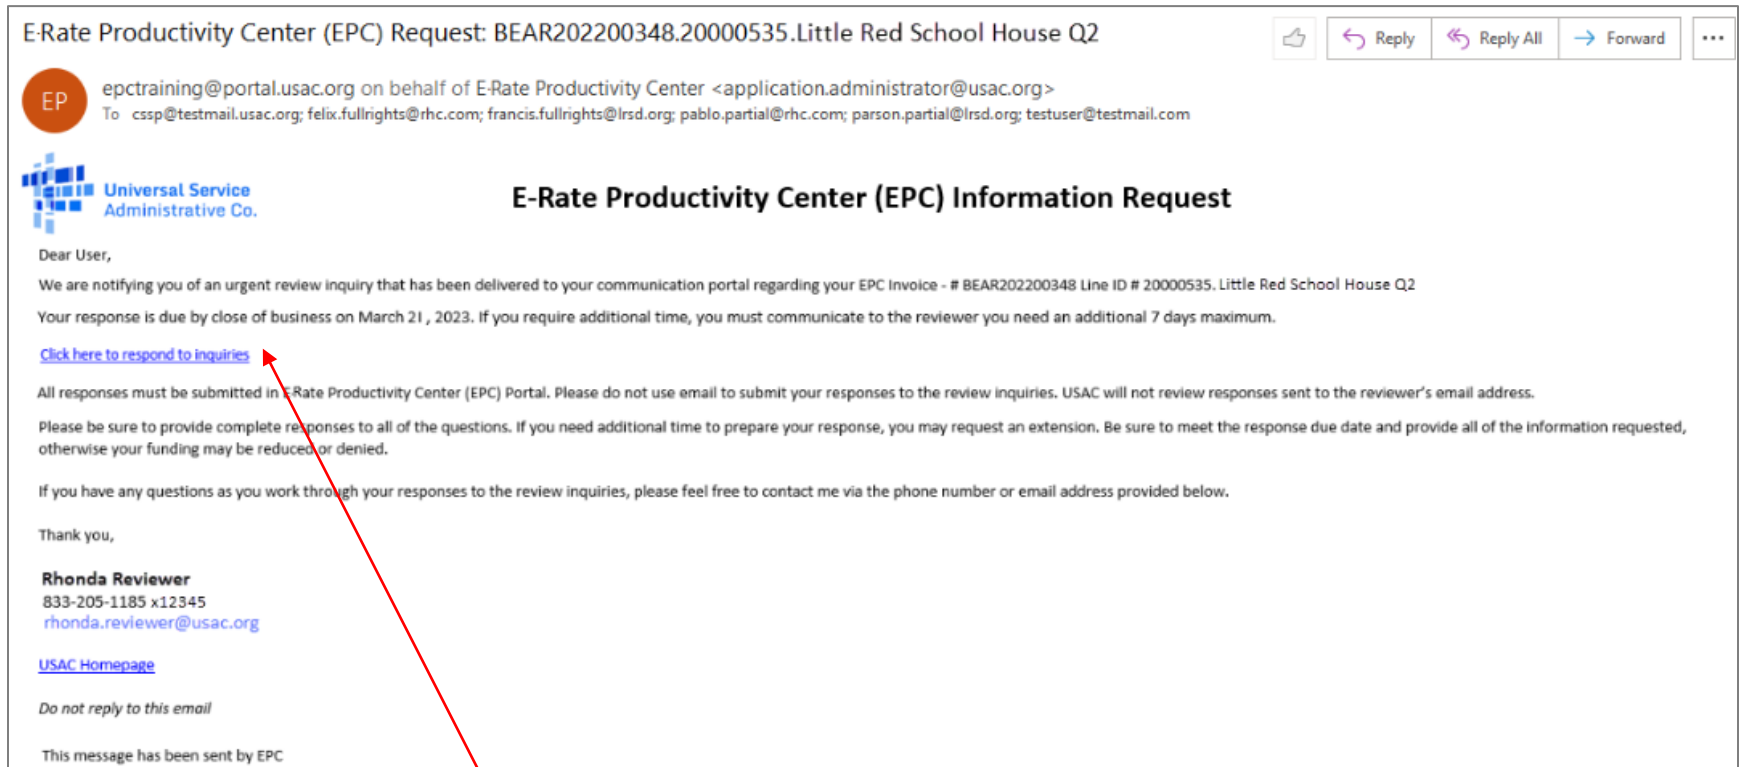 E-Rate Productivity Center (EPC) Request: BEAR202200348.20000535.Little Red School House Q2
Reply
Reply All
Forward
EP
epctraining@portal.usac.org on behalf of E-Rate Productivity Center <application.administrator@usac.org>
To cssp@testmail.usac.org; felix.fullrights@rhc.com; francis.fullrights@lrsd.org; pablo.partial@rhc.com; parson.partial@lrsd.org; testuser@testmail.com
Universal Service
Administrative Co.
E-Rate Productivity Center (EPC) Information Request
Dear User,
We are notifying you of an urgent review inquiry that has been delivered to your communication portal regarding your EPC Invoice - # BEAR202200348 Line ID # 20000535. Little Red School House Q2
Your response is due by close of business on March 21 , 2023. If you require additional time, you must communicate to the reviewer you need an additional 7 days maximum.
Click here to respond to inquiries
All responses must be submitted in E-Rate Productivity Center (EPC) Portal. Please do not use email to submit your responses to the review inquiries. USAC will not review responses sent to the reviewer's email address.
Please be sure to provide complete responses to all of the questions. If you need additional time to prepare your response, you may request an extension. Be sure to meet the response due date and provide all of the information requested,
otherwise your funding may be reduced or denied.
If you have any questions as you work through your responses to the review inquiries, please feel free to contact me via the phone number or email address provided below.
Thank you,
Rhonda Reviewer
833-205-1185 x12345
rhonda.reviewer@usac.org
USAC Homepage
Do not reply to this email
This message has been sent by EPC